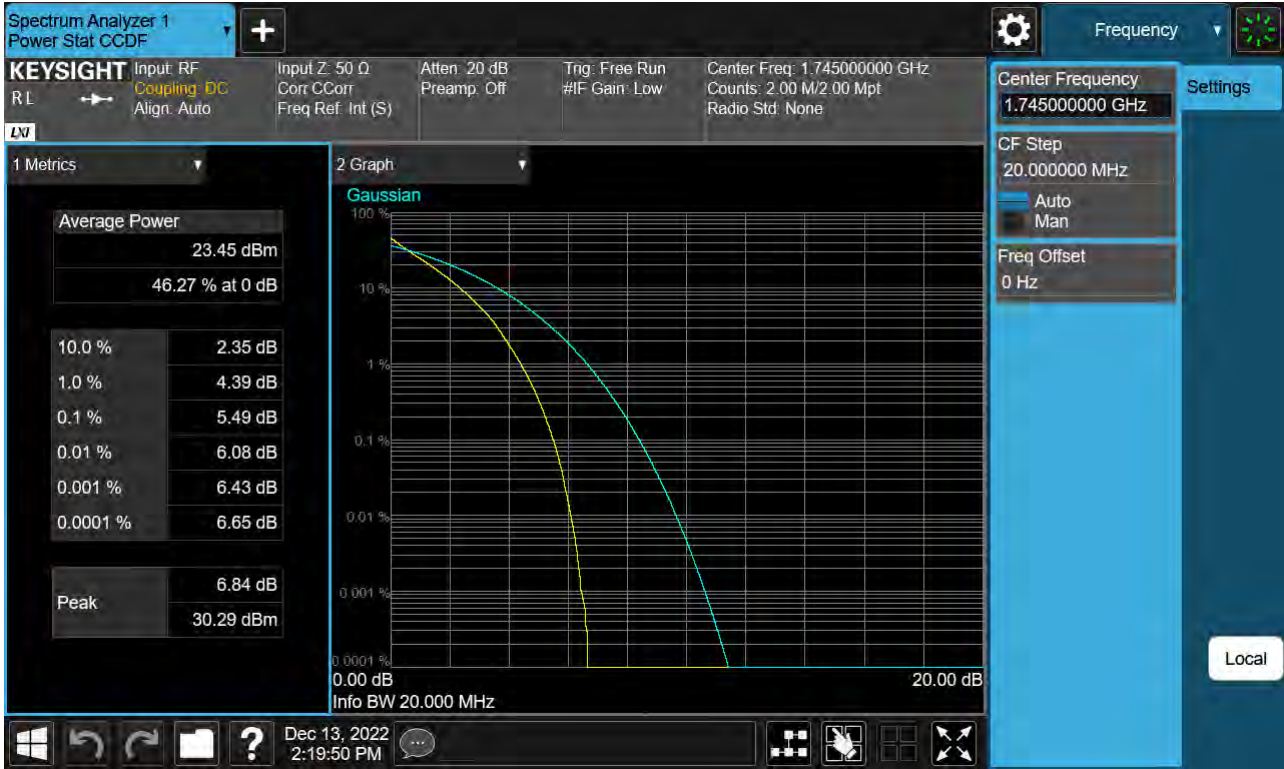 Spectrum Analyzer 1
Power Stat CCDF
Frequency
KEYSIGHT
RL
LXI
Input: RF
Coupling: DC
Align: Auto
Input Z: 50 Ω
Corr CCorr
Freq Ref: Int (S)
Atten: 20 dB
Preamp: Off
Trig: Free Run
#IF Gain: Low
Center Freq: 1.745000000 GHz
Counts: 2.00 M/2.00 Mpt
Radio Std: None
Center Frequency
1.745000000 GHz
Settings
CF Step
20.000000 MHz
Auto
Man
Freq Offset
0 Hz
1 Metrics
Average Power
23.45 dBm
46.27 % at 0 dB
10.0 % 2.35 dB
1.0 % 4.39 dB
0.1 % 5.49 dB
0.01 % 6.08 dB
0.001 % 6.43 dB
0.0001 % 6.65 dB
Peak
6.84 dB
30.29 dBm
2 Graph
Gaussian
100 %
10 %
1 %
0.1 %
0.01 %
0.001 %
0.0001 %
0.00 dB 20.00 dB
Info BW 20.000 MHz
Local
?
Dec 13, 2022
2:19:50 PM